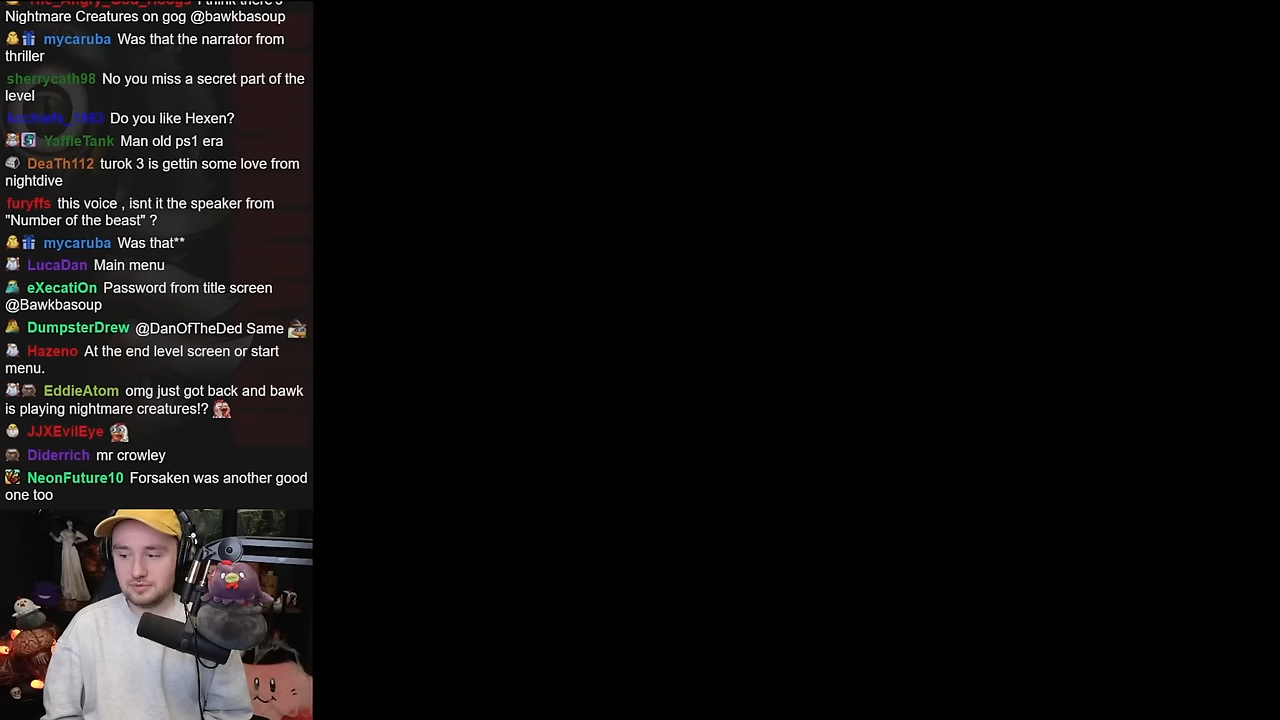 The_Angry_God_Hoogs I think there's
Nightmare Creatures on gog @bawkbasoup
mycaruba Was that the narrator from
thriller
sherrycath98 No you miss a secret part of the
level
kcchiefs_1983 Do you like Hexen?
YaffleTank Man old ps1 era
DeaTh112 turok 3 is gettin some love from
nightdive
furyffs this voice , isnt it the speaker from
"Number of the beast" ?
mycaruba Was that**
LucaDan Main menu
eXecatiOn Password from title screen
@Bawkbasoup
DumpsterDrew @DanOfTheDed Same
Hazeno At the end level screen or start
menu.
EddieAtom omg just got back and bawk
is playing nightmare creatures!?
JJXEvilEye
Diderrich mr crowley
NeonFuture10 Forsaken was another good
one too